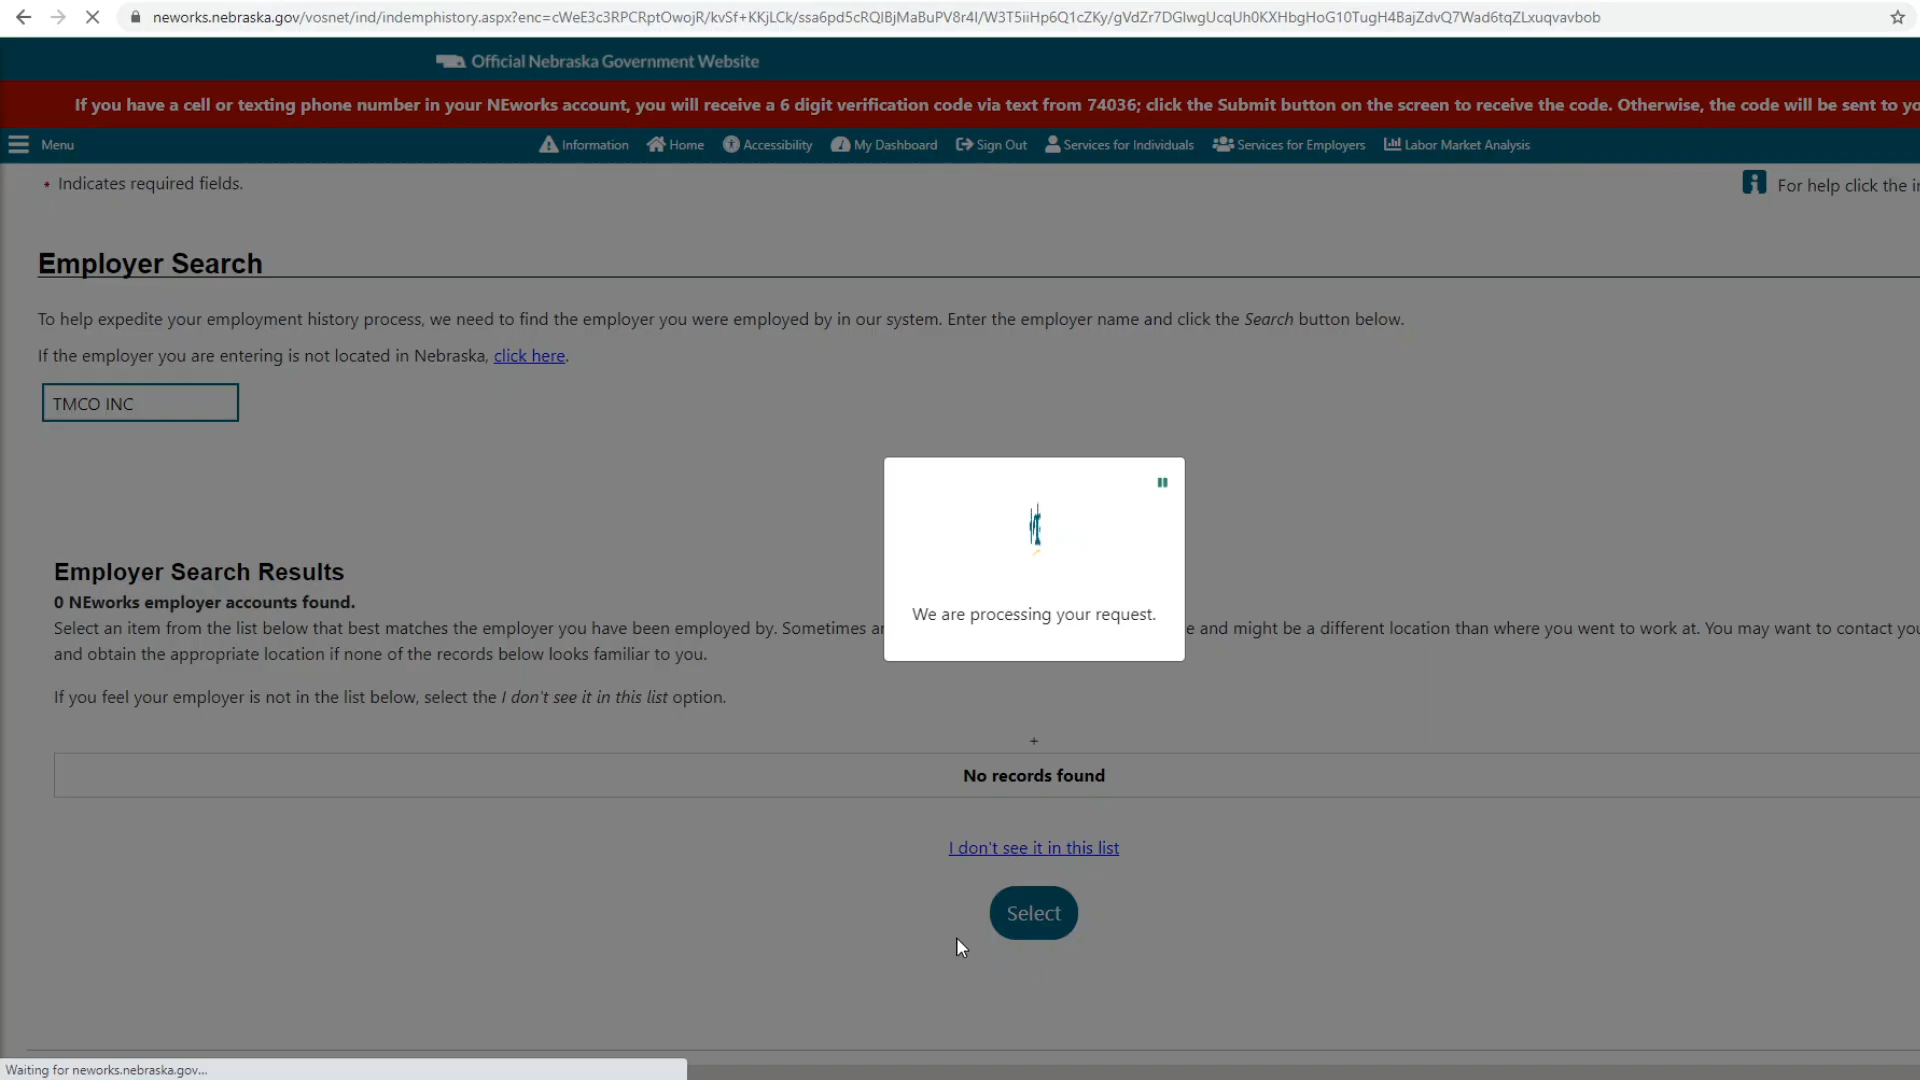 neworks.nebraska.gov/vosnet/ind/indemphistory.aspx?enc=cWeE3c3RPCRptOwojR/kvSf+KKjLCk/ssa6pd5cRQIBjMaBuPV8r4I/W3T5iiHp6Q1cZKy/gVdZr7DGlwgUcqUh0KXHbgHoG10TugH4BajZdvQ7Wad6tqZLxuqvavbob
Official Nebraska Government Website
If you have a cell or texting phone number in your NEworks account, you will receive a 6 digit verification code via text from 74036; click the Submit button on the screen to receive the code. Otherwise, the code will be sent to yo
Menu Information Home Accessibility My Dashboard Sign Out Services for Individuals Services for Employers Labor Market Analysis
* Indicates required fields. For help click the i
Employer Search
To help expedite your employment history process, we need to find the employer you were employed by in our system. Enter the employer name and click the Search button below.
If the employer you are entering is not located in Nebraska, click here.
TMCO INC
Employer Search Results
0 NEworks employer accounts found.
We are processing your request.
Select an item from the list below that best matches the employer you have been employed by. Sometimes a e and might be a different location than where you went to work at. You may want to contact you
and obtain the appropriate location if none of the records below looks familiar to you.
If you feel your employer is not in the list below, select the I don't see it in this list option.
+
No records found
I don't see it in this list
Select
Waiting for neworks.nebraska.gov...